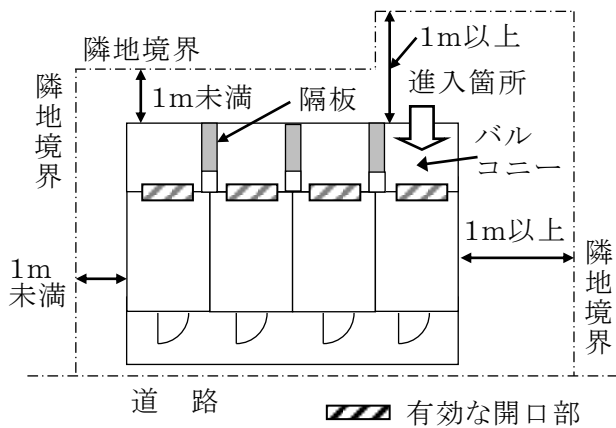 隣地境界
1m以上
隣地境界
1m未満
隔板
進入箇所
バル
コニー
1m以上
1m
未満
隣地境界
道 路
有効な開口部